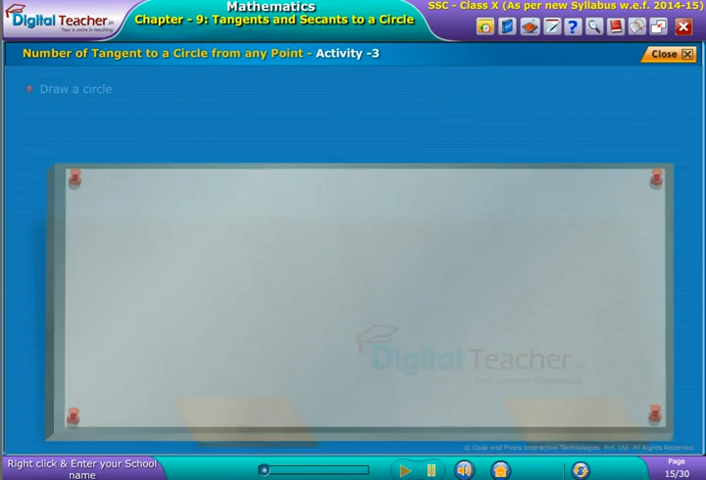 Digital Teacher.in
Your e-mate in teaching
Mathematics
Chapter - 9: Tangents and Secants to a Circle
SSC - Class X (As per new Syllabus w.e.f. 2014-15)
Number of Tangent to a Circle from any Point - Activity -3
Close
Draw a circle
Digital Teacher.in
© Code and Pixels Interactive Technologies Pvt. Ltd. All Rights Reserved.
Right click & Enter your School
name
Page
15/30